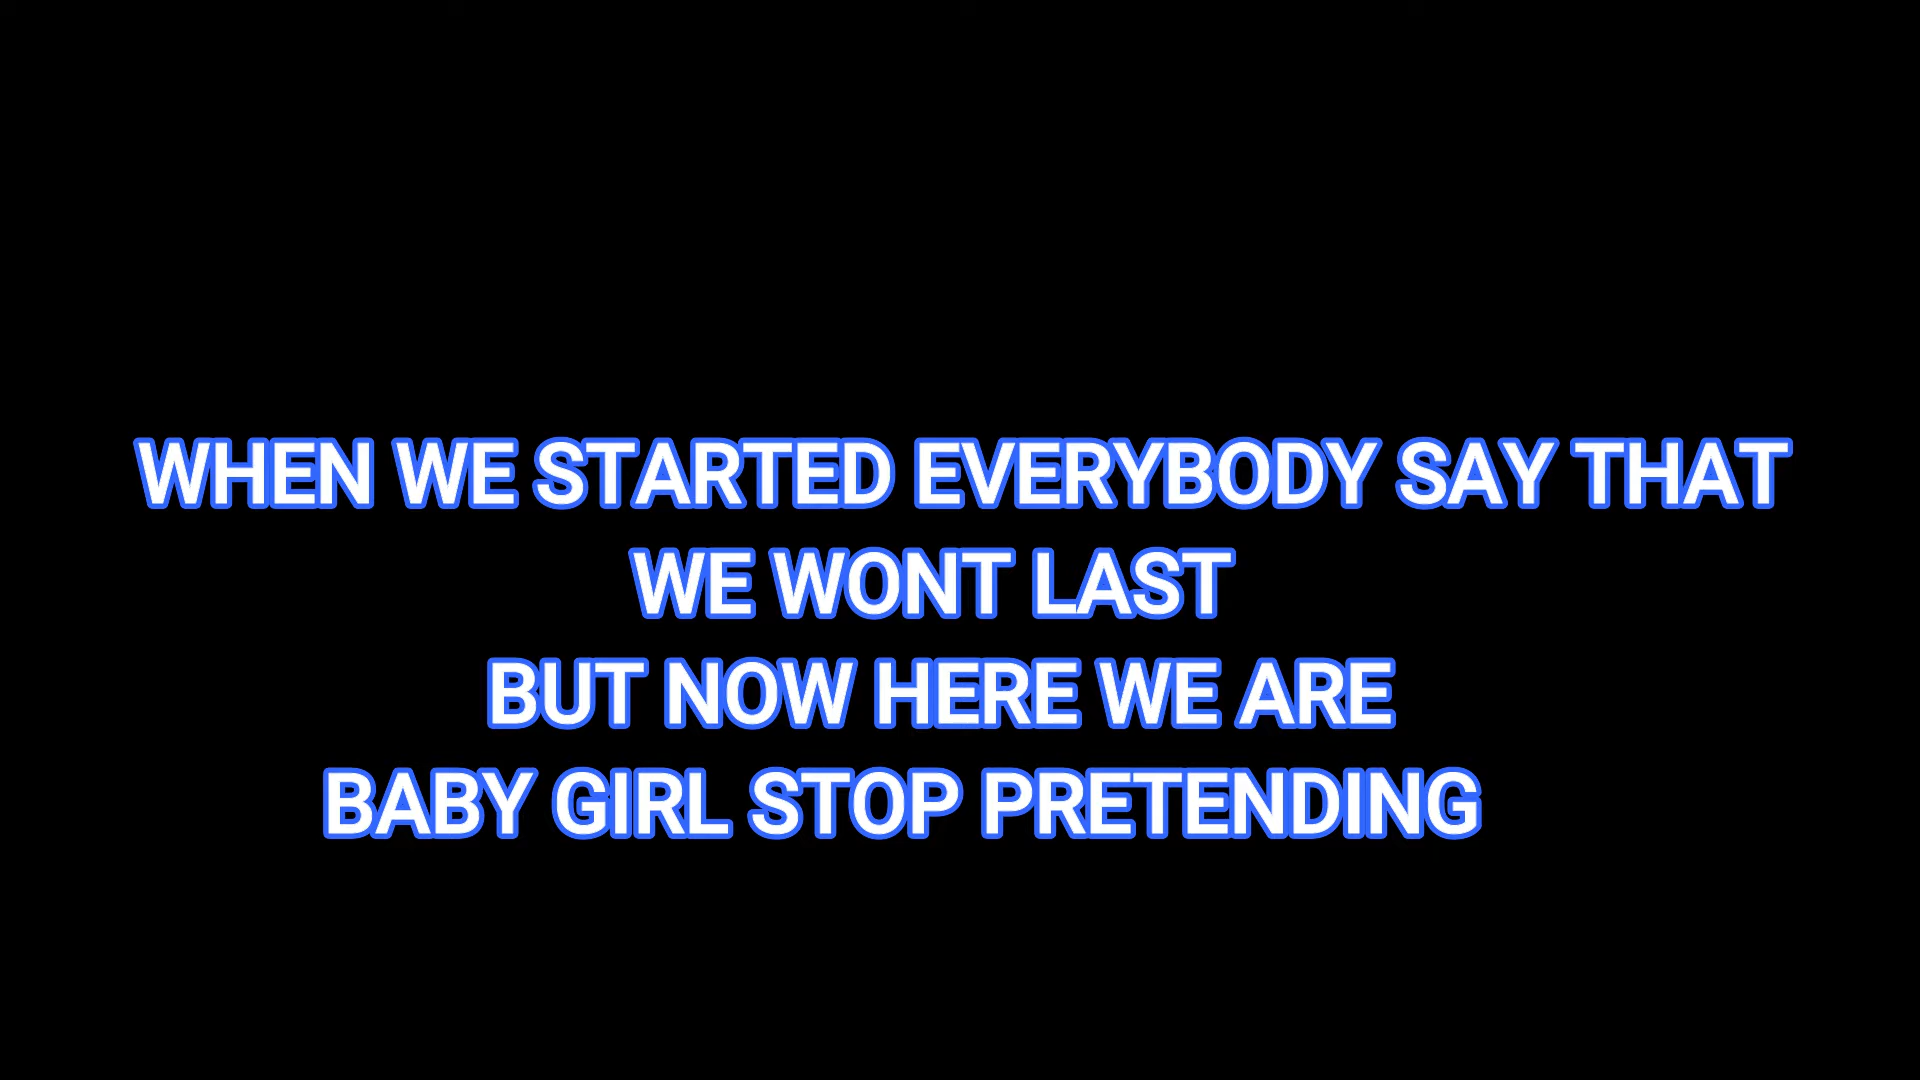 WHEN WE STARTED EVERYBODY SAY THAT
WE WONT LAST
BUT NOW HERE WE ARE
BABY GIRL STOP PRETENDING